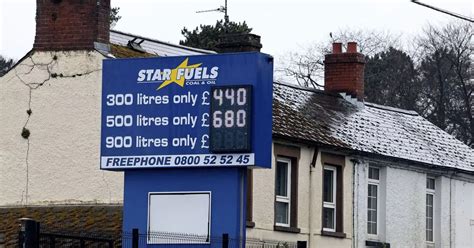 STAR FUELS
COAL & OIL
300 litres only £ 440
500 litres only £ 680
900 litres only £
FREEPHONE 0800 52 52 45